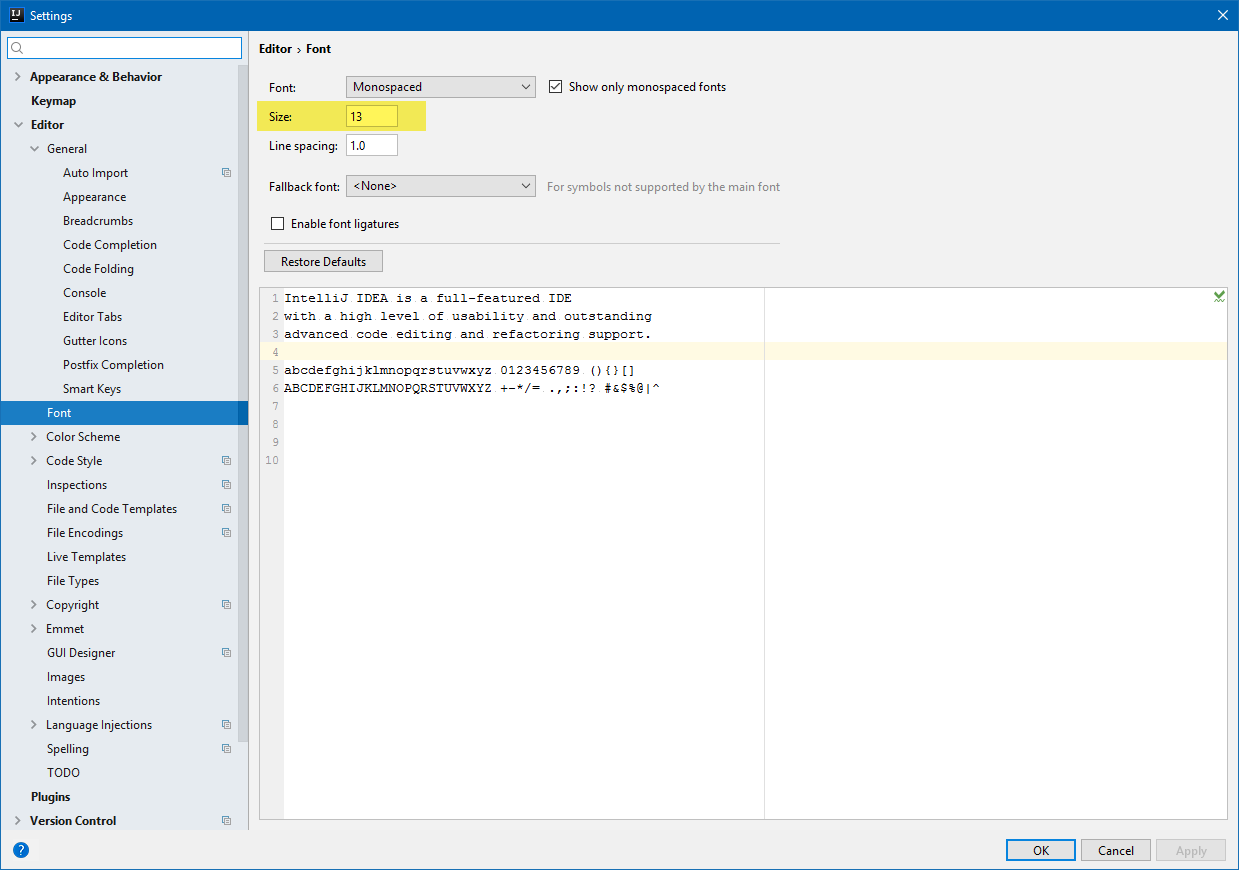 IJ Settings
Appearance & Behavior
Keymap
Editor
General
Auto Import
Appearance
Breadcrumbs
Code Completion
Code Folding
Console
Editor Tabs
Gutter Icons
Postfix Completion
Smart Keys
Font
Color Scheme
Code Style
Inspections
File and Code Templates
File Encodings
Live Templates
File Types
Copyright
Emmet
GUI Designer
Images
Intentions
Language Injections
Spelling
TODO
Plugins
Version Control
?
Editor › Font
Font: Monospaced Show only monospaced fonts
Size: 13
Line spacing: 1.0
Fallback font: <None> For symbols not supported by the main font
Enable font ligatures
Restore Defaults
1 IntelliJ IDEA is a full-featured IDE
2 with a high level of usability and outstanding
3 advanced code editing and refactoring support.
4
5 abcdefghijklmnopqrstuvwxyz 0123456789 (){}[]
6 ABCDEFGHIJKLMNOPQRSTUVWXYZ +-*/= .,;:!? #&$%@|^
7
8
9
10
OK Cancel Apply